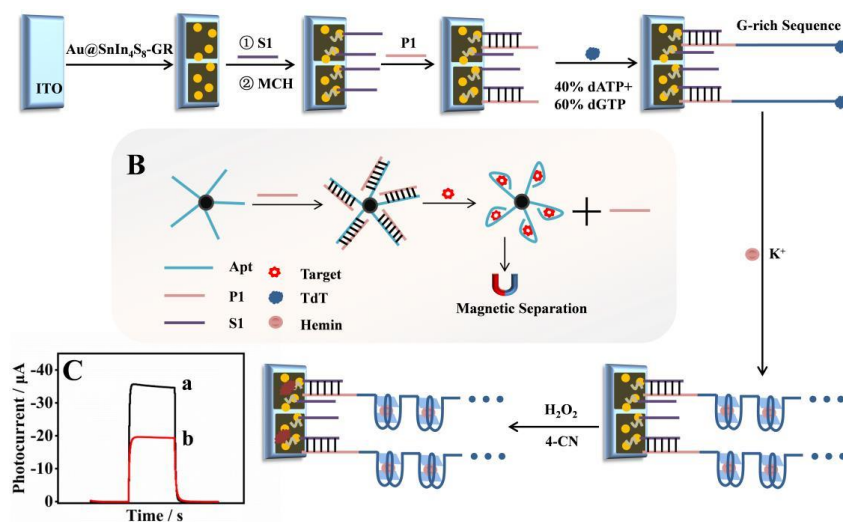 ITO
Au@SnIn₄S₈-GR
① S1
② MCH
P1
40% dATP+
60% dGTP
G-rich Sequence
K⁺
B
Apt
P1
S1
Target
TdT
Hemin
Magnetic Separation
C
a
b
-40
-30
-20
-10
0
Photocurrent / μA
Time / s
H₂O₂
4-CN